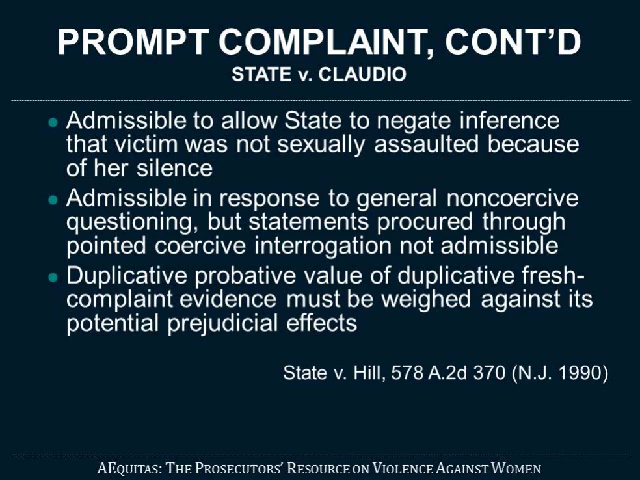 PROMPT COMPLAINT, CONT’D
STATE v. CLAUDIO
● Admissible to allow State to negate inference
that victim was not sexually assaulted because
of her silence
● Admissible in response to general noncoercive
questioning, but statements procured through
pointed coercive interrogation not admissible
● Duplicative probative value of duplicative fresh-
complaint evidence must be weighed against its
potential prejudicial effects
State v. Hill, 578 A.2d 370 (N.J. 1990)
AEQUITAS: THE PROSECUTORS’ RESOURCE ON VIOLENCE AGAINST WOMEN